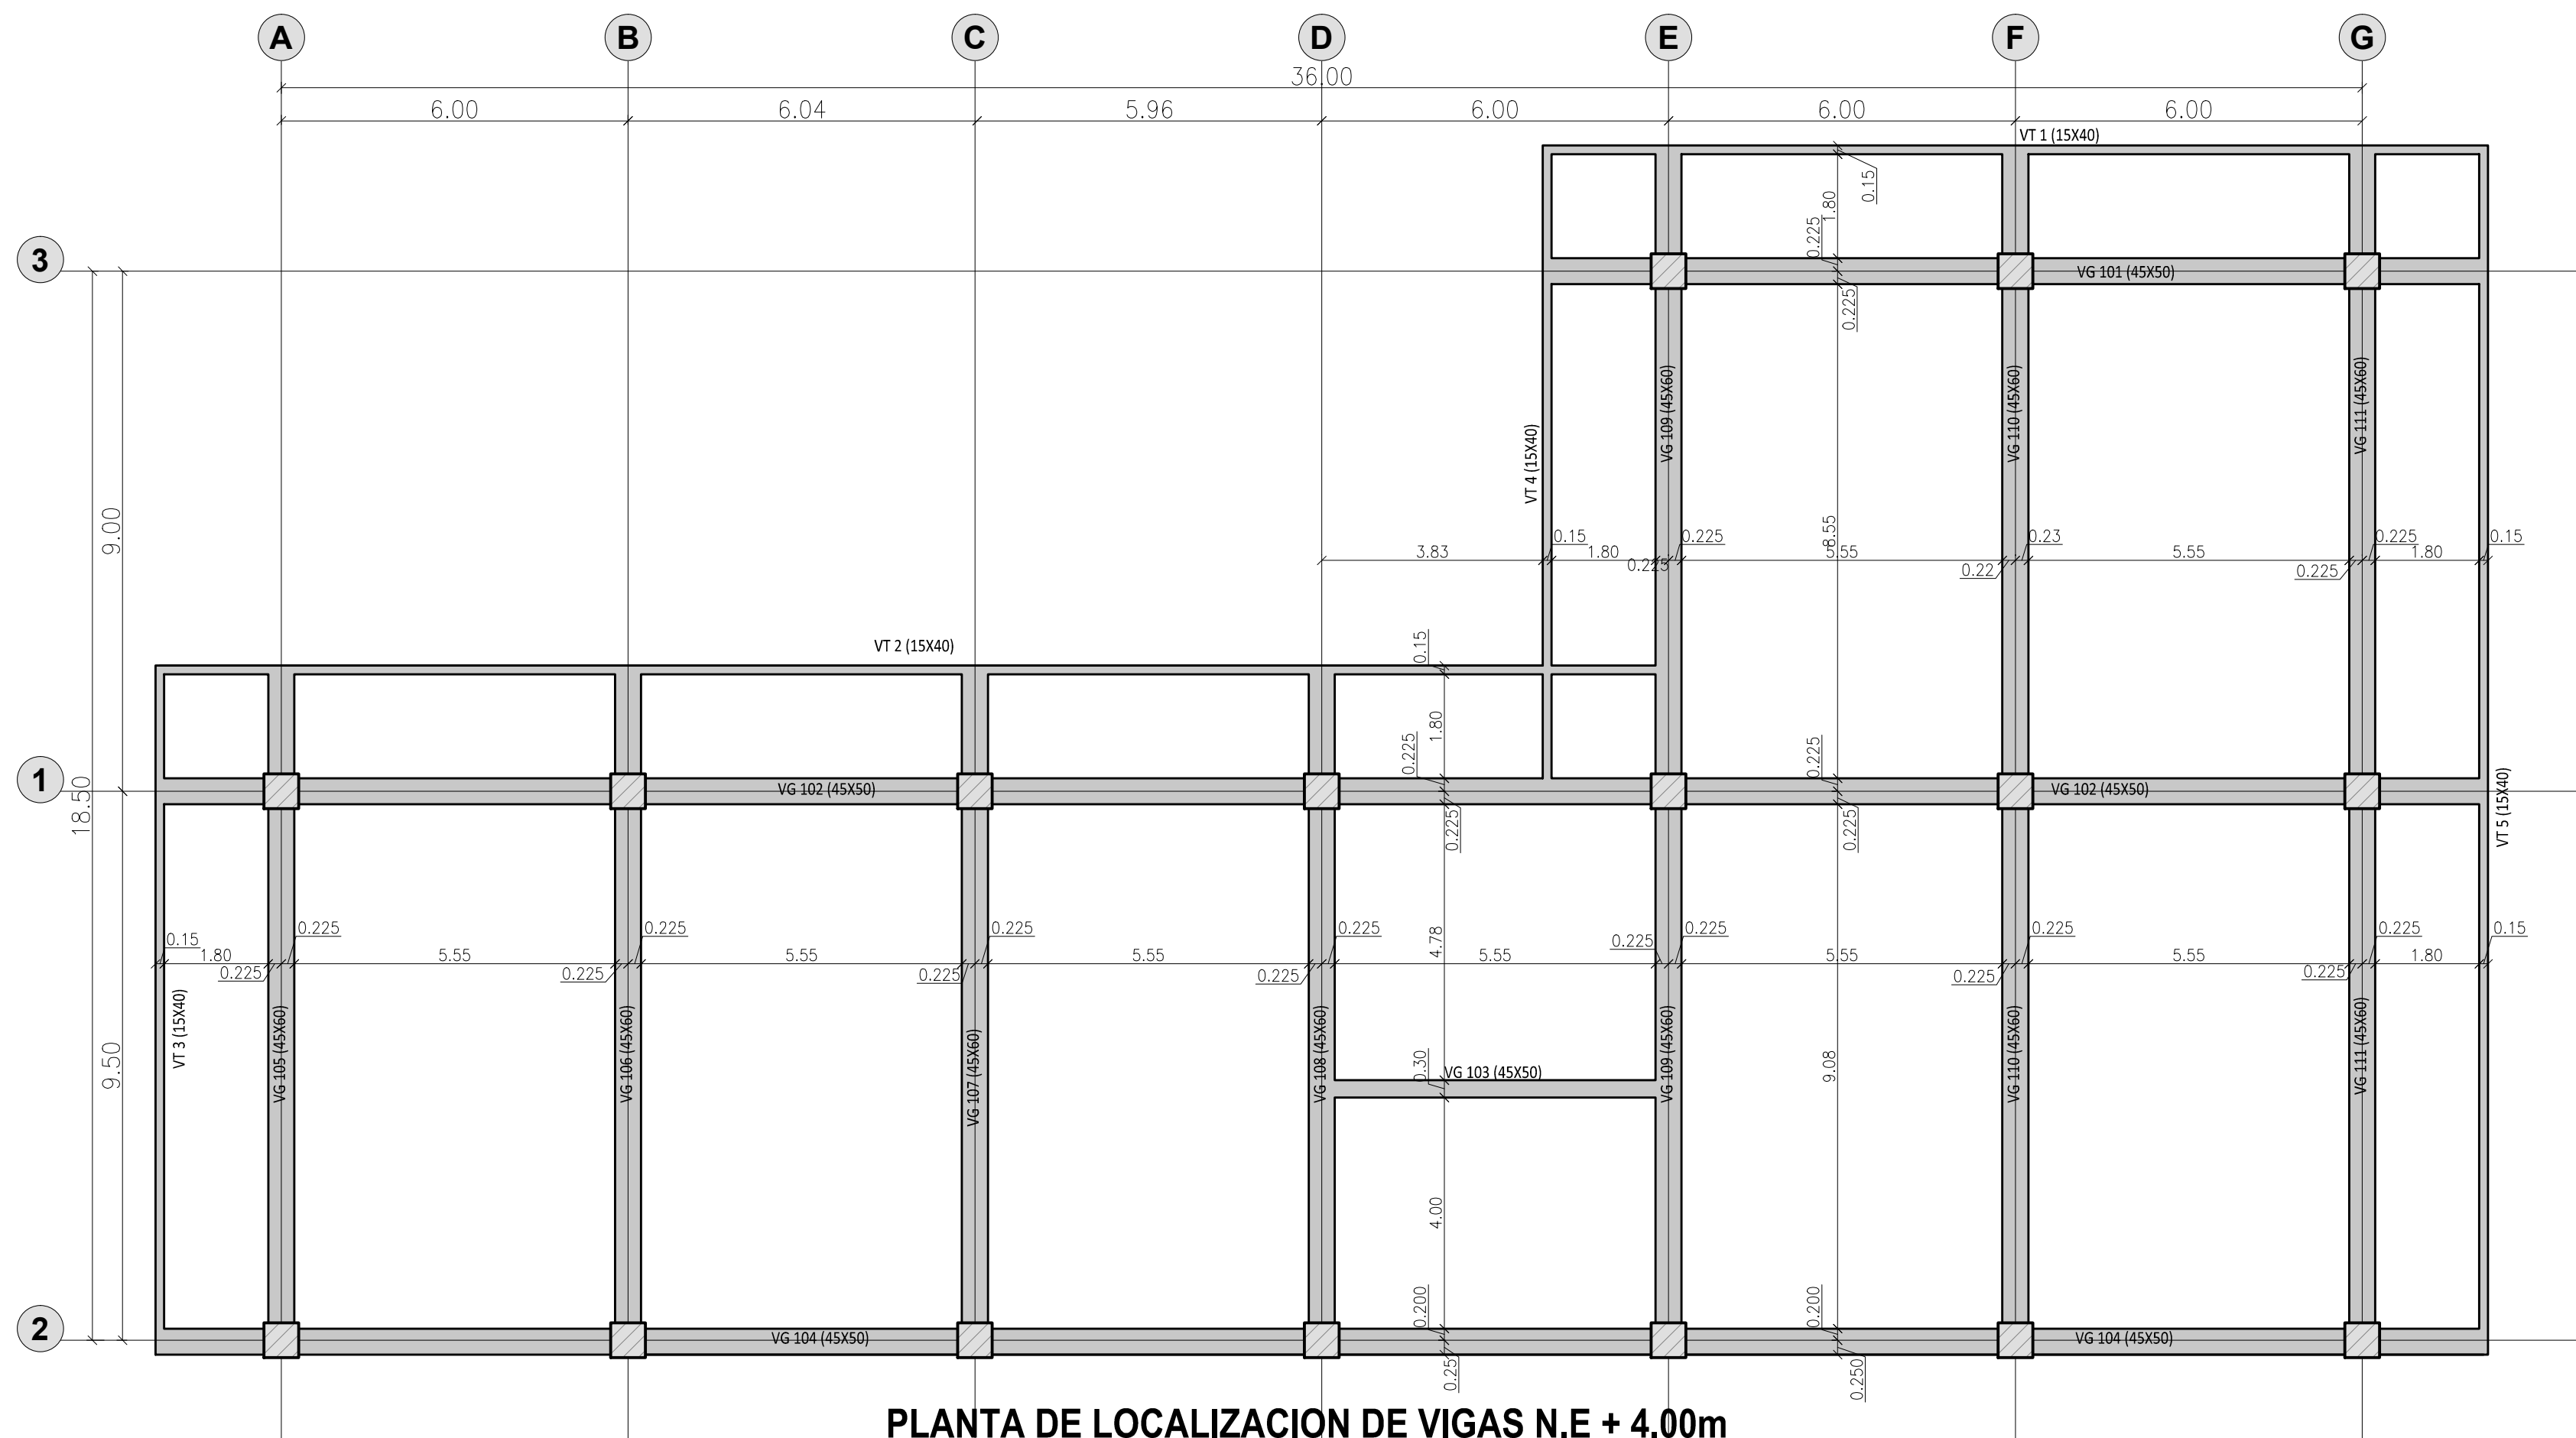 A B C D E F G
36.00
6.00 6.04 5.96 6.00 6.00 6.00
VT 1 (15X40)
0.15
1.80
0.225
3
VG 101 (45X50)
0.225
VG 109 (45X60)
VG 110 (45X60)
VG 111 (45X60)
VT 4 (15X40)
9.00
8.55
0.15 0.225 0.23 0.225 0.15
3.83 1.80 5.55 5.55 1.80
0.225 0.22 0.225
VT 2 (15X40)
0.15
1.80
0.225 0.225
1
VG 102 (45X50) VG 102 (45X50)
18.50
0.225 0.225
VT 5 (15X40)
0.15 0.225 0.225 0.225 0.225 0.225 0.225 0.225 0.225 0.15
1.80 5.55 5.55 5.55 4.78 5.55 5.55 5.55 1.80
0.225 0.225 0.225 0.225 0.225 0.225
VT 3 (15X40)
VG 105 (45X60)
VG 106 (45X60)
VG 107 (45X60)
VG 108 (45X60)
VG 109 (45X60)
VG 110 (45X60)
VG 111 (45X60)
9.50
0.30
VG 103 (45X50)
9.08
4.00
0.200 0.200
2
VG 104 (45X50) VG 104 (45X50)
0.25 0.250
PLANTA DE LOCALIZACION DE VIGAS N,E + 4,00m